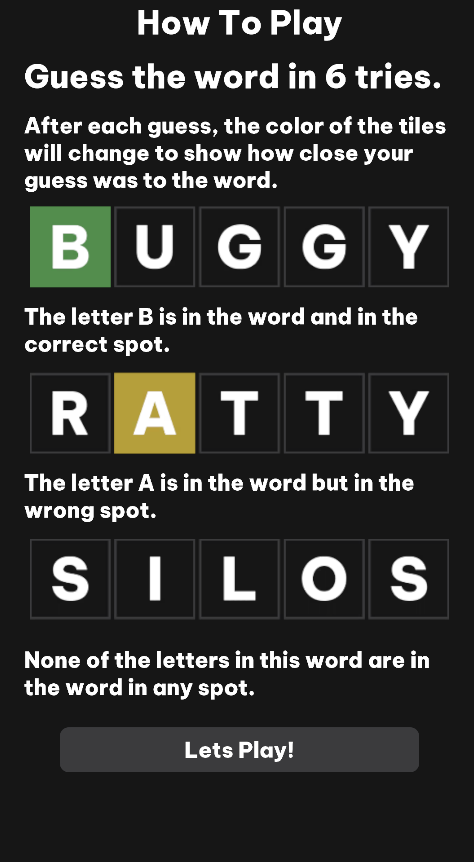 How To Play
Guess the word in 6 tries.
After each guess, the color of the tiles
will change to show how close your
guess was to the word.
B U G G Y
The letter B is in the word and in the
correct spot.
R A T T Y
The letter A is in the word but in the
wrong spot.
S I L O S
None of the letters in this word are in
the word in any spot.
Lets Play!